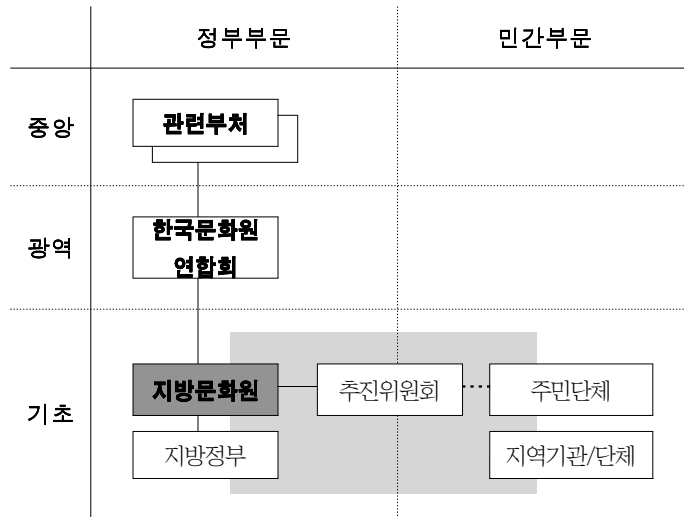 정부부문
민간부문
중앙
관련부처
광역
한국문화원
연합회
기초
지방문화원
추진위원회
주민단체
지방정부
지역기관/단체